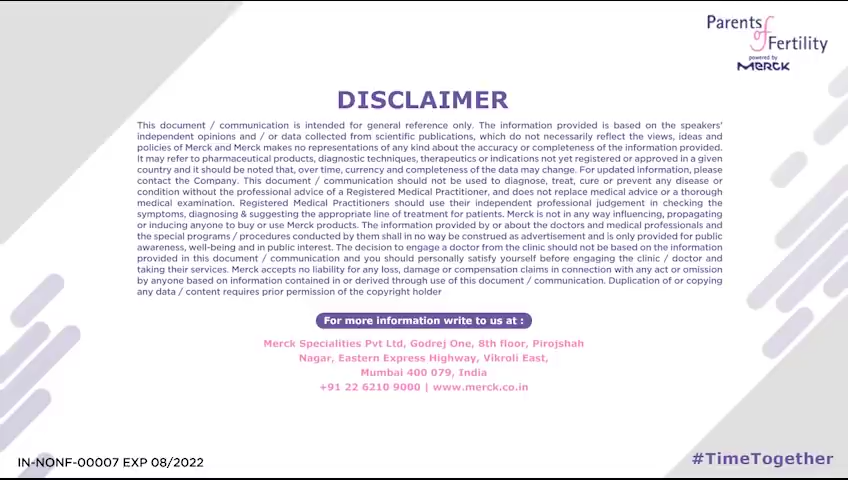 Parents
of
Fertility
powered by
MERCK
DISCLAIMER
This document / communication is intended for general reference only. The information provided is based on the speakers'
independent opinions and / or data collected from scientific publications, which do not necessarily reflect the views, ideas and
policies of Merck and Merck makes no representations of any kind about the accuracy or completeness of the information provided.
It may refer to pharmaceutical products, diagnostic techniques, therapeutics or indications not yet registered or approved in a given
country and it should be noted that, over time, currency and completeness of the data may change. For updated information, please
contact the Company. This document / communication should not be used to diagnose, treat, cure or prevent any disease or
condition without the professional advice of a Registered Medical Practitioner, and does not replace medical advice or a thorough
medical examination. Registered Medical Practitioners should use their independent professional judgement in checking the
symptoms, diagnosing & suggesting the appropriate line of treatment for patients. Merck is not in any way influencing, propagating
or inducing anyone to buy or use Merck products. The information provided by or about the doctors and medical professionals and
the special programs / procedures conducted by them shall in no way be construed as advertisement and is only provided for public
awareness, well-being and in public interest. The decision to engage a doctor from the clinic should not be based on the information
provided in this document / communication and you should personally satisfy yourself before engaging the clinic / doctor and
taking their services. Merck accepts no liability for any loss, damage or compensation claims in connection with any act or omission
by anyone based on information contained in or derived through use of this document / communication. Duplication of or copying
any data / content requires prior permission of the copyright holder
For more information write to us at :
Merck Specialities Pvt Ltd, Godrej One, 8th floor, Pirojshah
Nagar, Eastern Express Highway, Vikroli East,
Mumbai 400 079, India
+91 22 6210 9000 | www.merck.co.in
IN-NONF-00007 EXP 08/2022
#TimeTogether